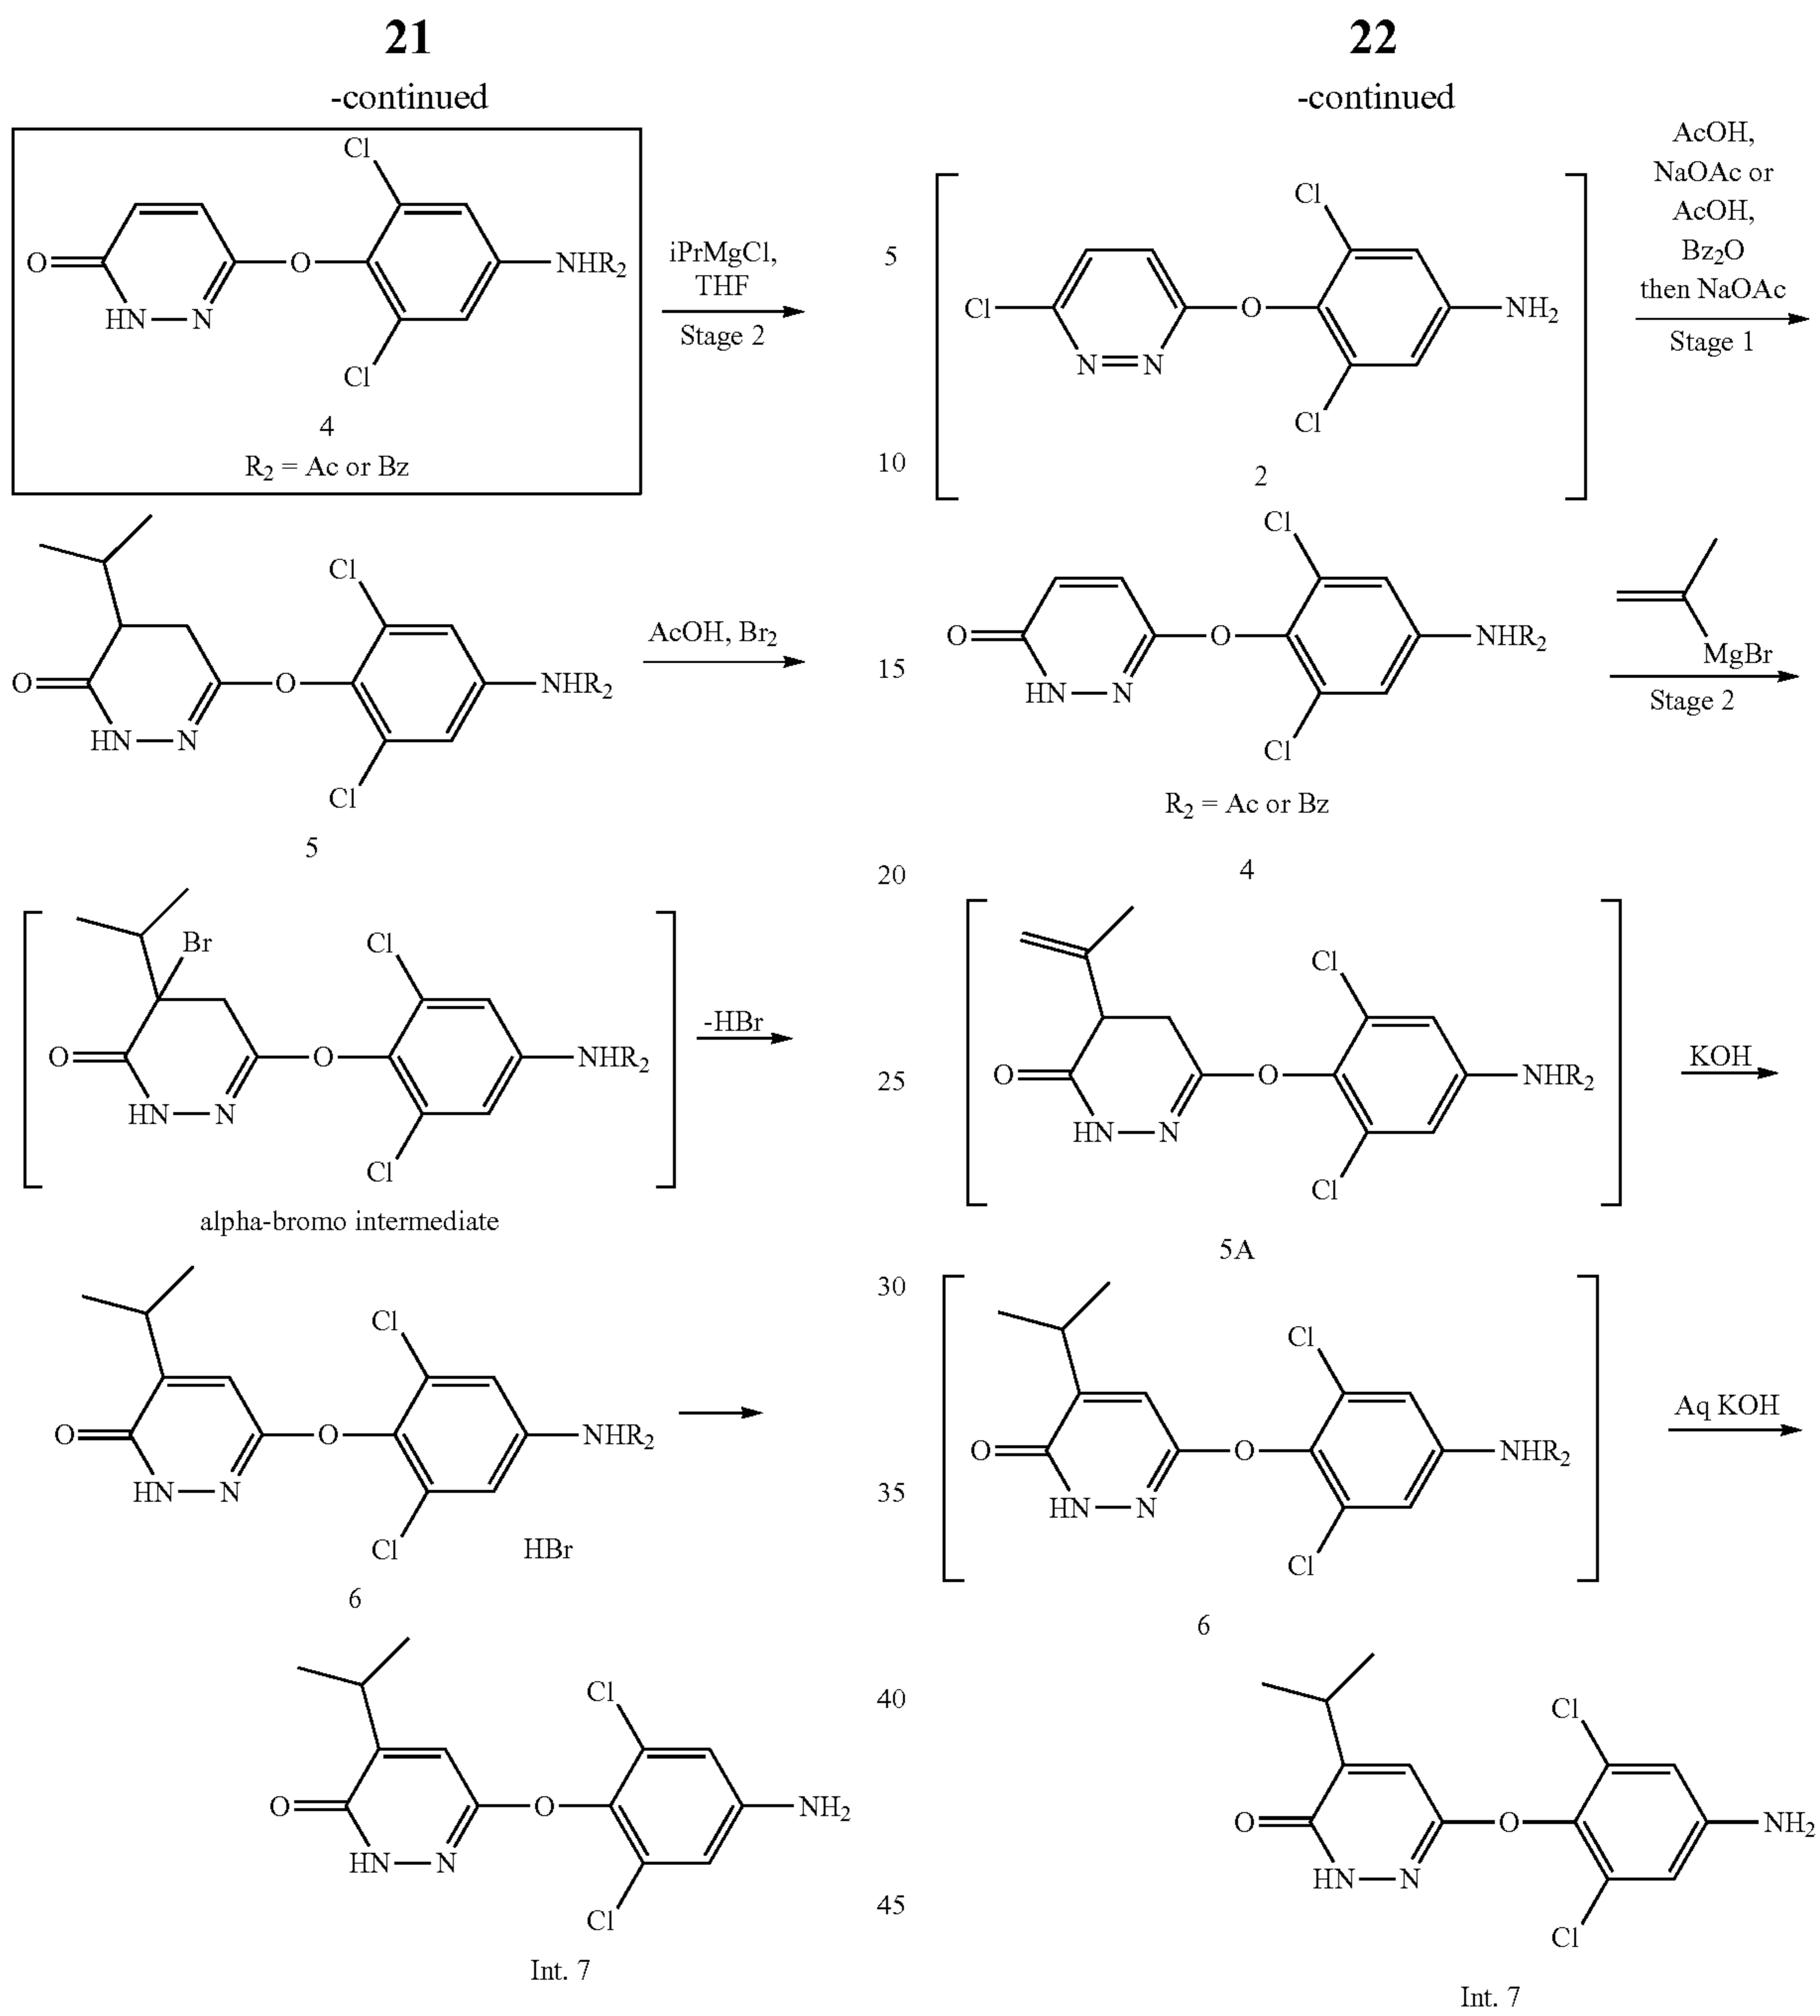 21
-continued
Cl
O
O
NHR2
HN
N
Cl
4
R2 = Ac or Bz
iPrMgCl,
THF
Stage 2
Cl
O
O
NHR2
HN
N
Cl
5
AcOH, Br2
Br
Cl
O
O
NHR2
HN
N
Cl
alpha-bromo intermediate
-HBr
Cl
O
O
NHR2
HN
N
Cl
HBr
6
Cl
O
O
NH2
HN
N
Cl
Int. 7
5
10
15
20
25
30
35
40
45
22
-continued
Cl
Cl
O
NH2
N
N
Cl
2
AcOH,
NaOAc or
AcOH,
Bz2O
then NaOAc
Stage 1
Cl
O
O
NHR2
HN
N
Cl
R2 = Ac or Bz
4
MgBr
Stage 2
Cl
O
O
NHR2
HN
N
Cl
5A
KOH
Cl
O
O
NHR2
HN
N
Cl
6
Aq KOH
Cl
O
O
NH2
HN
N
Cl
Int. 7